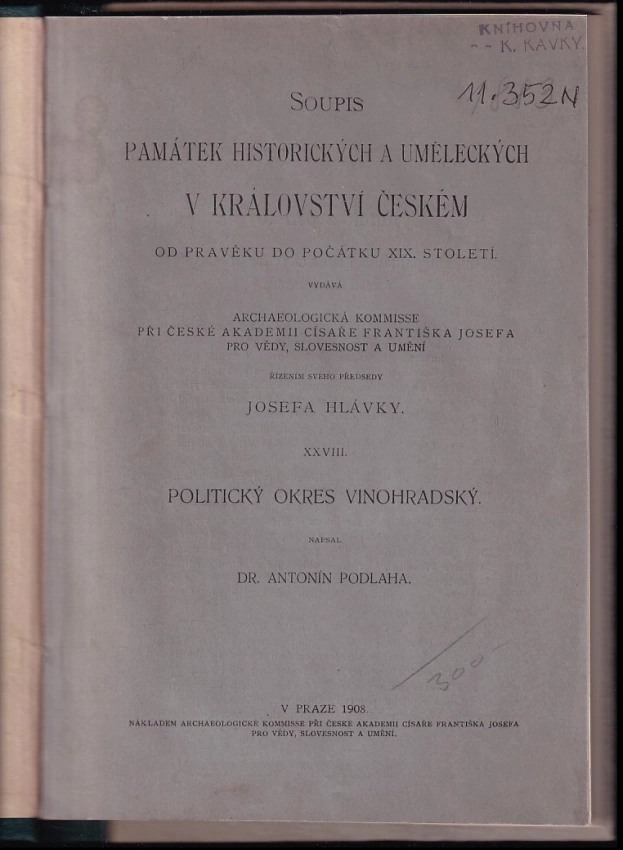 KNIHOVNA
-- K. KAVKY.
11.352N
SOUPIS
PAMÁTEK HISTORICKÝCH A UMĚLECKÝCH
V KRÁLOVSTVÍ ČESKÉM
OD PRAVĚKU DO POČÁTKU XIX. STOLETÍ.
VYDÁVÁ
ARCHAEOLOGICKÁ KOMMISSE
PŘI ČESKÉ AKADEMII CÍSAŘE FRANTIŠKA JOSEFA
PRO VĚDY, SLOVESNOST A UMĚNÍ
ŘÍZENÍM SVÉHO PŘEDSEDY
JOSEFA HLÁVKY.
XXVIII.
POLITICKÝ OKRES VINOHRADSKÝ.
NAPSAL
DR. ANTONÍN PODLAHA.
300-
V PRAZE 1908.
NÁKLADEM ARCHAEOLOGICKÉ KOMMISSE PŘI ČESKÉ AKADEMII CÍSAŘE FRANTIŠKA JOSEFA
PRO VĚDY, SLOVESNOST A UMĚNÍ.